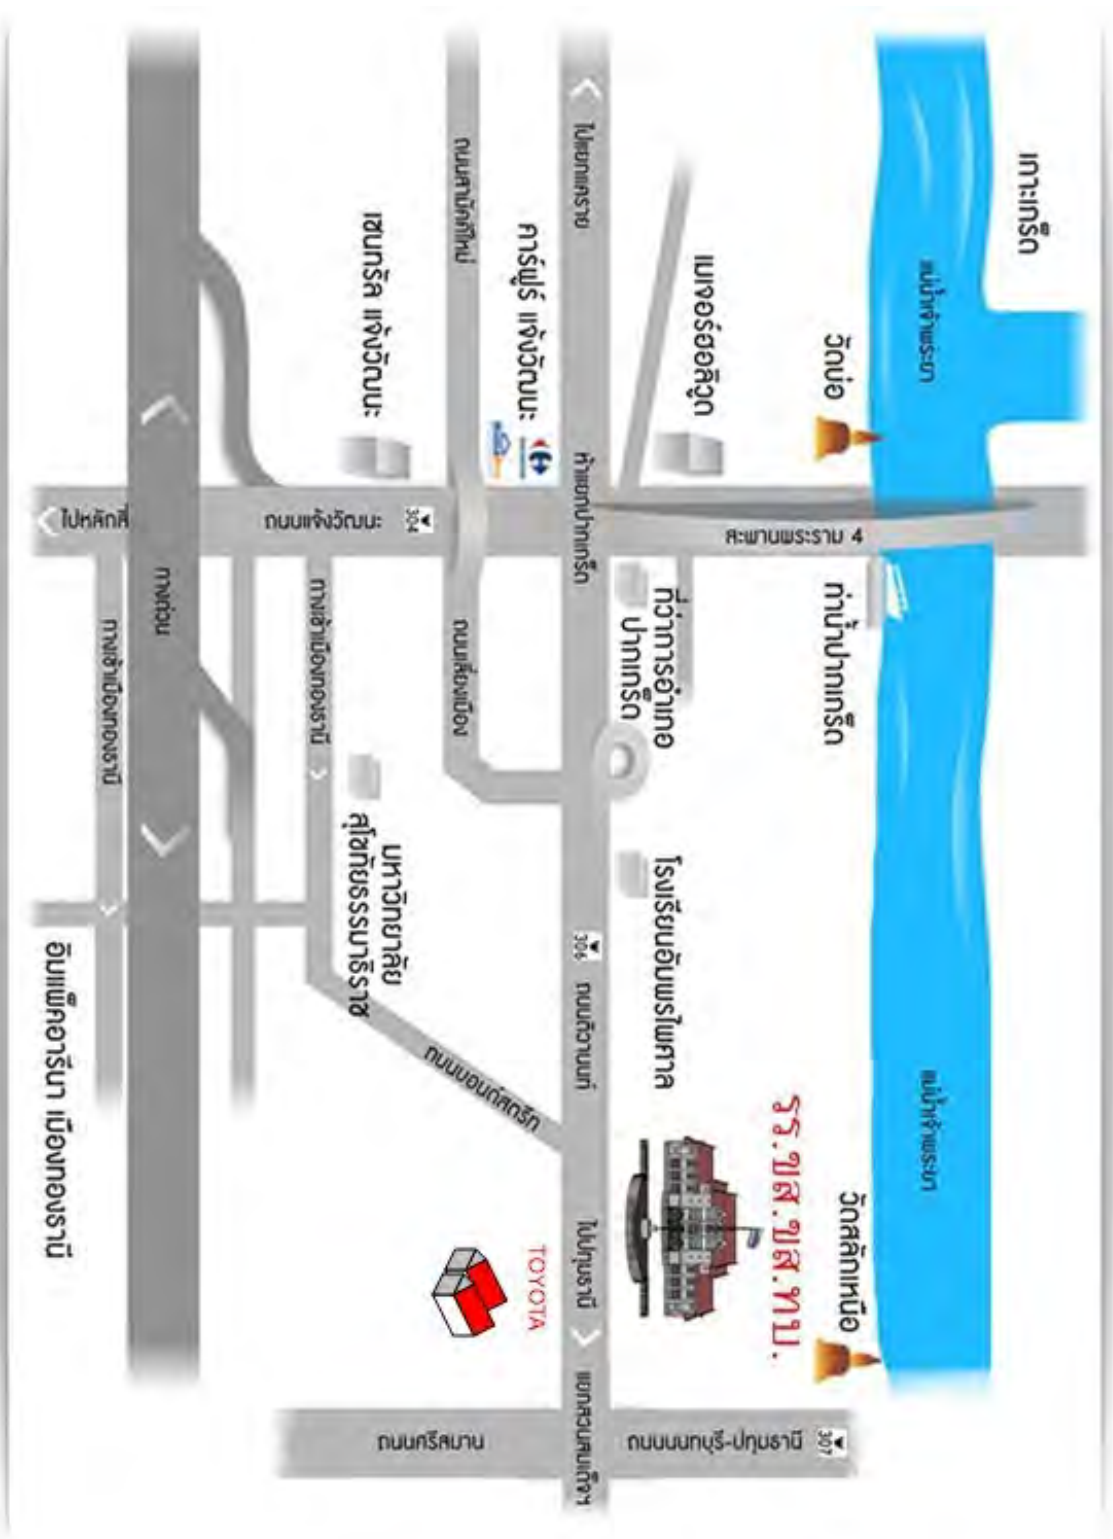 เกาะเกร็ด
แม่น้ำเจ้าพระยา
แม่น้ำเจ้าพระยา
วัดบ่อ
ท่าน้ำปากเกร็ด
วัดสลักเหนือ
เมเจอร์ฮอลิวูด
สะพานพระราม 4
ที่ว่าการอำเภอ
ปากเกร็ด
โรงเรียนอัมพรไพศาล
รร.ขส.ขส.ทบ.
307
ถนนนนทบุรี-ปทุมธานี
ไปแยกแคราย
ห้าแยกปากเกร็ด
306
ถนนติวานนท์
ไปปทุมธานี
แยกสวนสมเด็จฯ
คาร์ฟูร์ แจ้งวัฒนะ
TOYOTA
ถนนสามัคคีใหม่
ถนนเลี่ยงเมือง
ถนนบอนด์สตรีท
304
ถนนศรีสมาน
เซนทรัล แจ้งวัฒนะ
ถนนแจ้งวัฒนะ
ทางเข้าเมืองทองธานี
มหาวิทยาลัย
สุโขทัยธรรมาธิราช
ทางด่วน
ไปหลักสี่
ทางเข้าเมืองทองธานี
อิมแพ็คอารีนา เมืองทองธานี